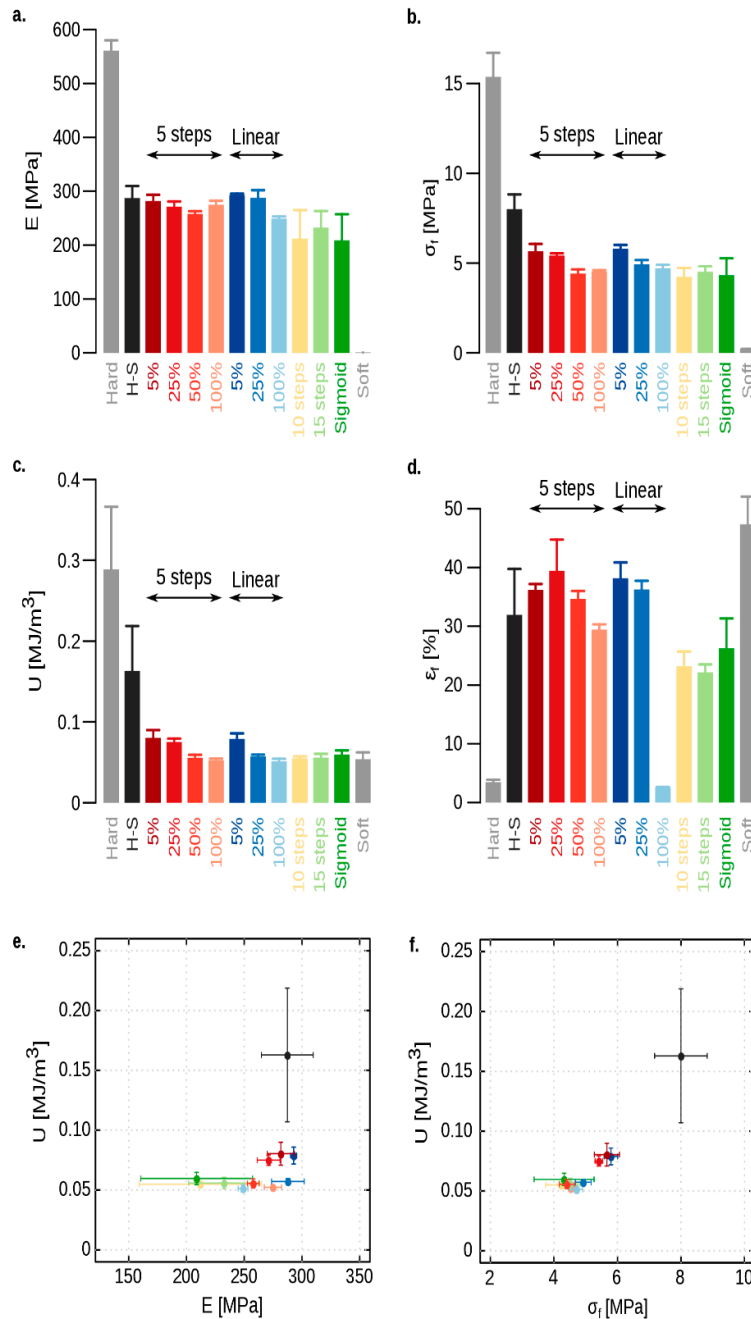 a.
600
500
400
300
200
100
0
E [MPa]
5 steps
Linear
Hard
H-S
5%
25%
50%
100%
5%
25%
100%
10 steps
15 steps
Sigmoid
Soft
b.
15
10
5
0
σf [MPa]
5 steps
Linear
Hard
H-S
5%
25%
50%
100%
5%
25%
100%
10 steps
15 steps
Sigmoid
Soft
c.
0.4
0.3
0.2
0.1
0
U [MJ/m³]
5 steps
Linear
Hard
H-S
5%
25%
50%
100%
5%
25%
100%
10 steps
15 steps
Sigmoid
Soft
d.
50
40
30
20
10
0
εf [%]
5 steps
Linear
Hard
H-S
5%
25%
50%
100%
5%
25%
100%
10 steps
15 steps
Sigmoid
Soft
e.
0.25
0.20
0.15
0.10
0.05
0
U [MJ/m³]
150
200
250
300
350
E [MPa]
f.
0.25
0.20
0.15
0.10
0.05
0
U [MJ/m³]
2
4
6
8
10
σf [MPa]